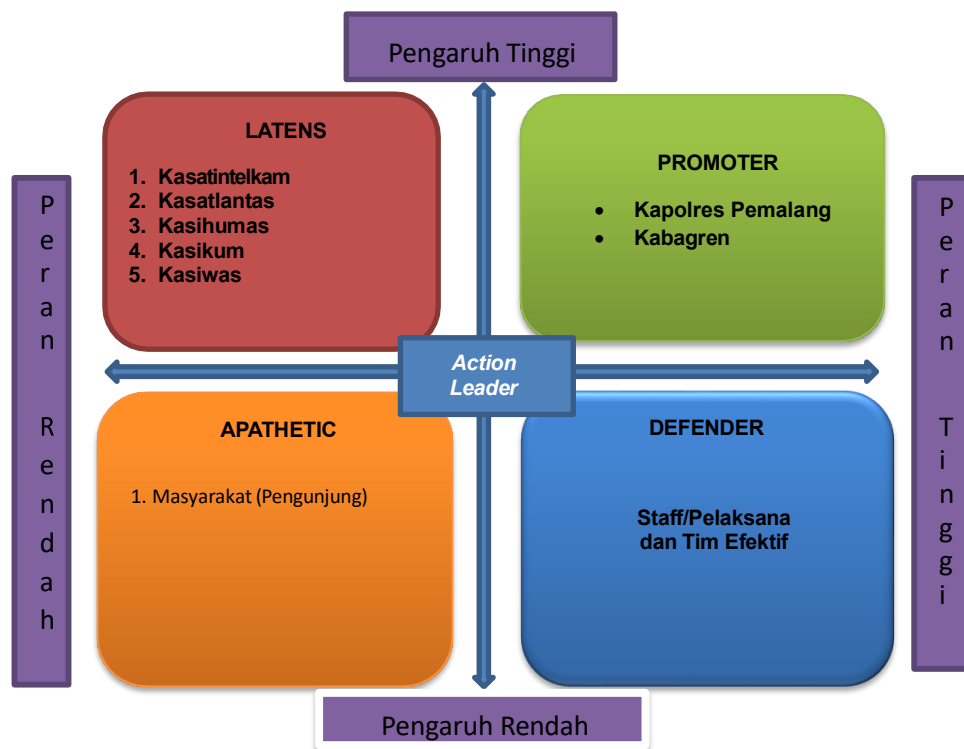 Pengaruh Tinggi
LATENS
1. Kasatintelkam
2. Kasatlantas
3. Kasihumas
4. Kasikum
5. Kasiwas
PROMOTER
• Kapolres Pemalang
• Kabagren
Peran Rendah
Peran Tinggi
Action
Leader
APATHETIC
1. Masyarakat (Pengunjung)
DEFENDER
Staff/Pelaksana
dan Tim Efektif
Pengaruh Rendah